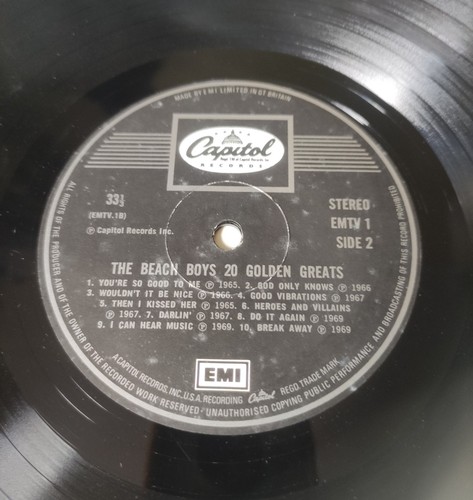 MADE BY E.M.I. LIMITED IN GT BRITAIN
Capitol
RECORDS
33⅓
(EMTV.1B)
℗ Capitol Records Inc.
STEREO
EMTV 1
SIDE 2
THE BEACH BOYS 20 GOLDEN GREATS
1. YOU'RE SO GOOD TO ME ℗ 1965. 2. GOD ONLY KNOWS ℗ 1966
3. WOULDN'T IT BE NICE ℗ 1966. 4. GOOD VIBRATIONS ℗ 1967
5. THEN I KISSED HER ℗ 1965. 6. HEROES AND VILLAINS
℗ 1967. 7. DARLIN' ℗ 1967. 8. DO IT AGAIN ℗ 1969
9. I CAN HEAR MUSIC ℗ 1969. 10. BREAK AWAY ℗ 1969
EMI
A CAPITOL RECORDS, INC., U.S.A. RECORDING Capitol REGD. TRADE MARK
ALL RIGHTS OF THE PRODUCER AND OF THE OWNER OF THE RECORDED WORK RESERVED · UNAUTHORISED COPYING PUBLIC PERFORMANCE AND BROADCASTING OF THIS RECORD PROHIBITED